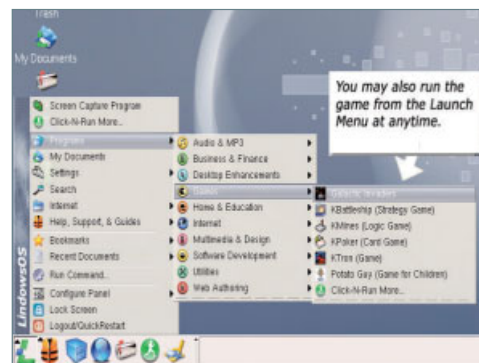 Trash
My Documents
You may also run the
game from the Launch
Menu at anytime.
Screen Capture Program
Click-N-Run More...
Programs
My Documents
Settings
Search
Internet
Help, Support, & Guides
Bookmarks
Recent Documents
Run Command...
Configure Panel
Lock Screen
Logout/QuickRestart
LindowsOS
Audio & MP3
Business & Finance
Desktop Enhancements
Games
Home & Education
Internet
Multimedia & Design
Software Development
Utilities
Web Authoring
Galactic Invaders
KBattleship (Strategy Game)
KMines (Logic Game)
KPoker (Card Game)
KTron (Game)
Potato Guy (Game for Children)
Click-N-Run More...